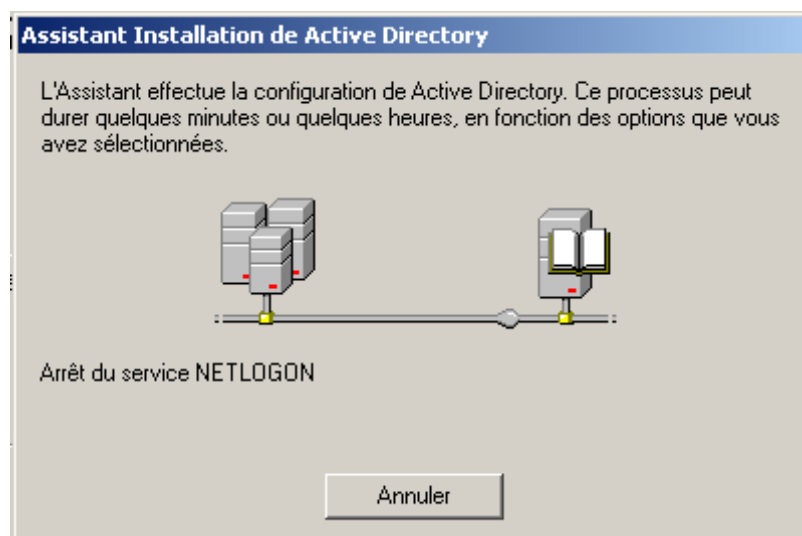 Assistant Installation de Active Directory
L'Assistant effectue la configuration de Active Directory. Ce processus peut
durer quelques minutes ou quelques heures, en fonction des options que vous
avez sélectionnées.
Arrêt du service NETLOGON
Annuler